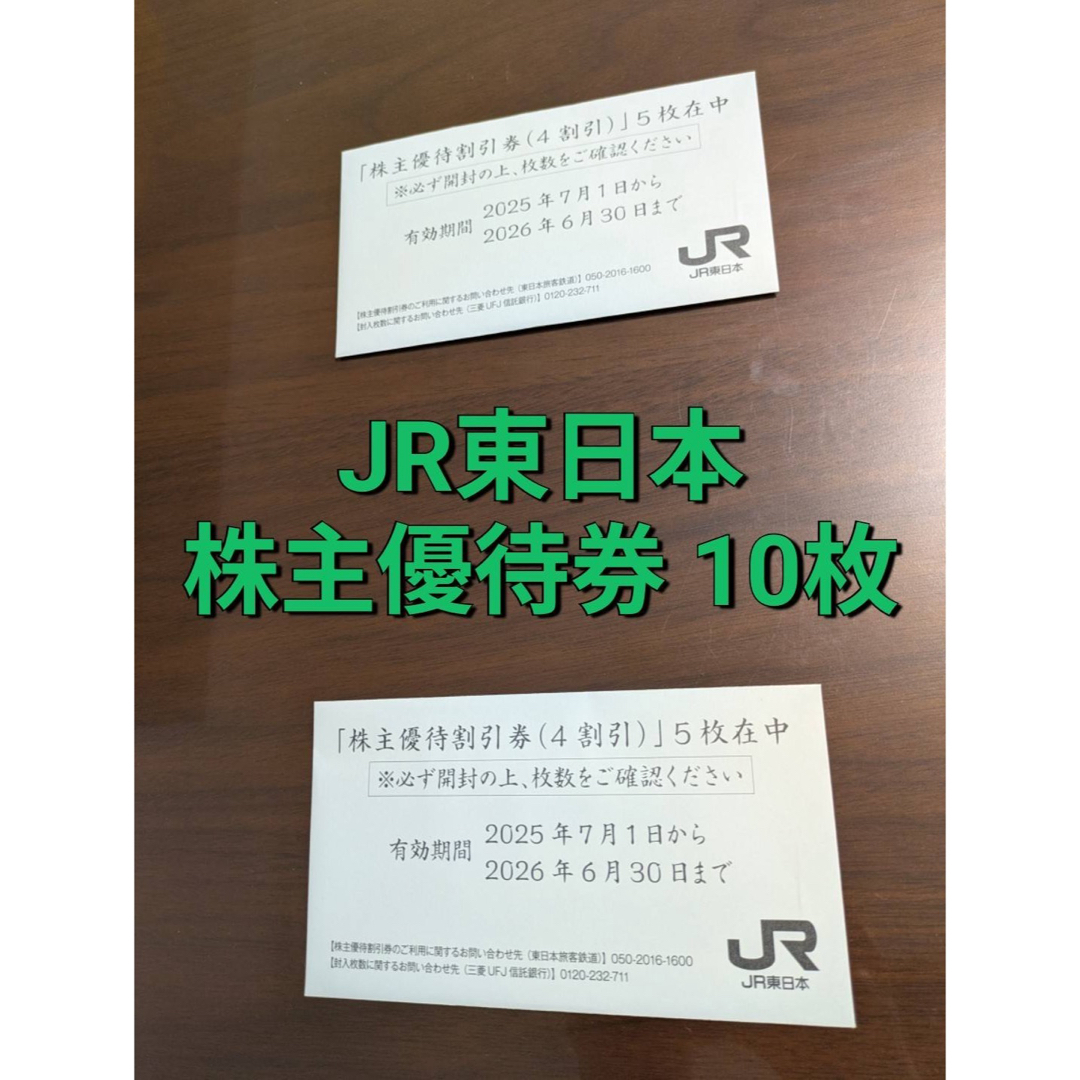 「株主優待割引券(4割引)」5枚在中
※必ず開封の上、枚数をご確認ください
有効期間 2025年7月1日から
2026年6月30日まで
JR
JR東日本
【株主優待割引券のご利用に関するお問い合わせ先（東日本旅客鉄道）】050-2016-1600
【封入枚数に関するお問い合わせ先（三菱UFJ信託銀行）】0120-232-711
JR東日本
株主優待券 10枚
「株主優待割引券(4割引)」5枚在中
※必ず開封の上、枚数をご確認ください
有効期間 2025年7月1日から
2026年6月30日まで
JR
JR東日本
【株主優待割引券のご利用に関するお問い合わせ先（東日本旅客鉄道）】050-2016-1600
【封入枚数に関するお問い合わせ先（三菱UFJ信託銀行）】0120-232-711